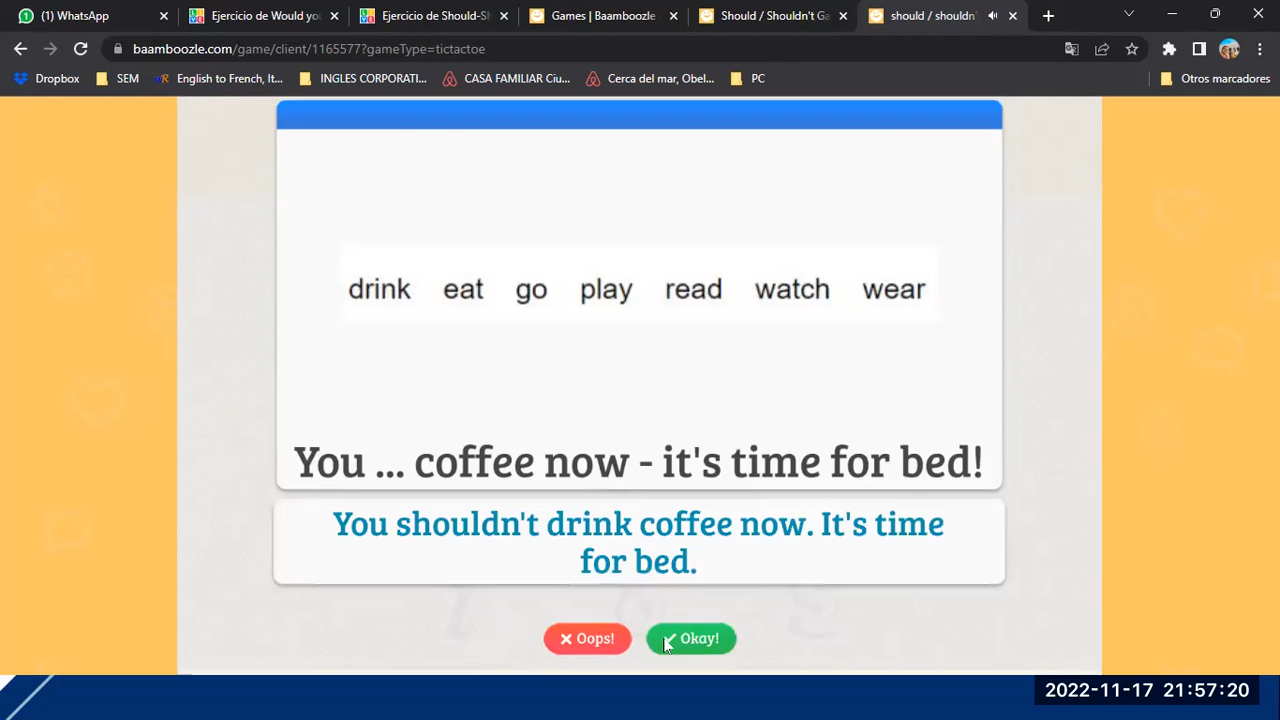 (1) WhatsApp
Ejercicio de Would you
Ejercicio de Should-Sh
Games | Baamboozle
Should / Shouldn't Ga
should / shouldn'
baamboozle.com/game/client/1165577?gameType=tictactoe
Dropbox
SEM
English to French, It...
INGLES CORPORATI...
CASA FAMILIAR Ciu...
Cerca del mar, Obel...
PC
Otros marcadores
drink eat go play read watch wear
You ... coffee now - it's time for bed!
You shouldn't drink coffee now. It's time
for bed.
Oops!
Okay!
2022-11-17 21:57:20